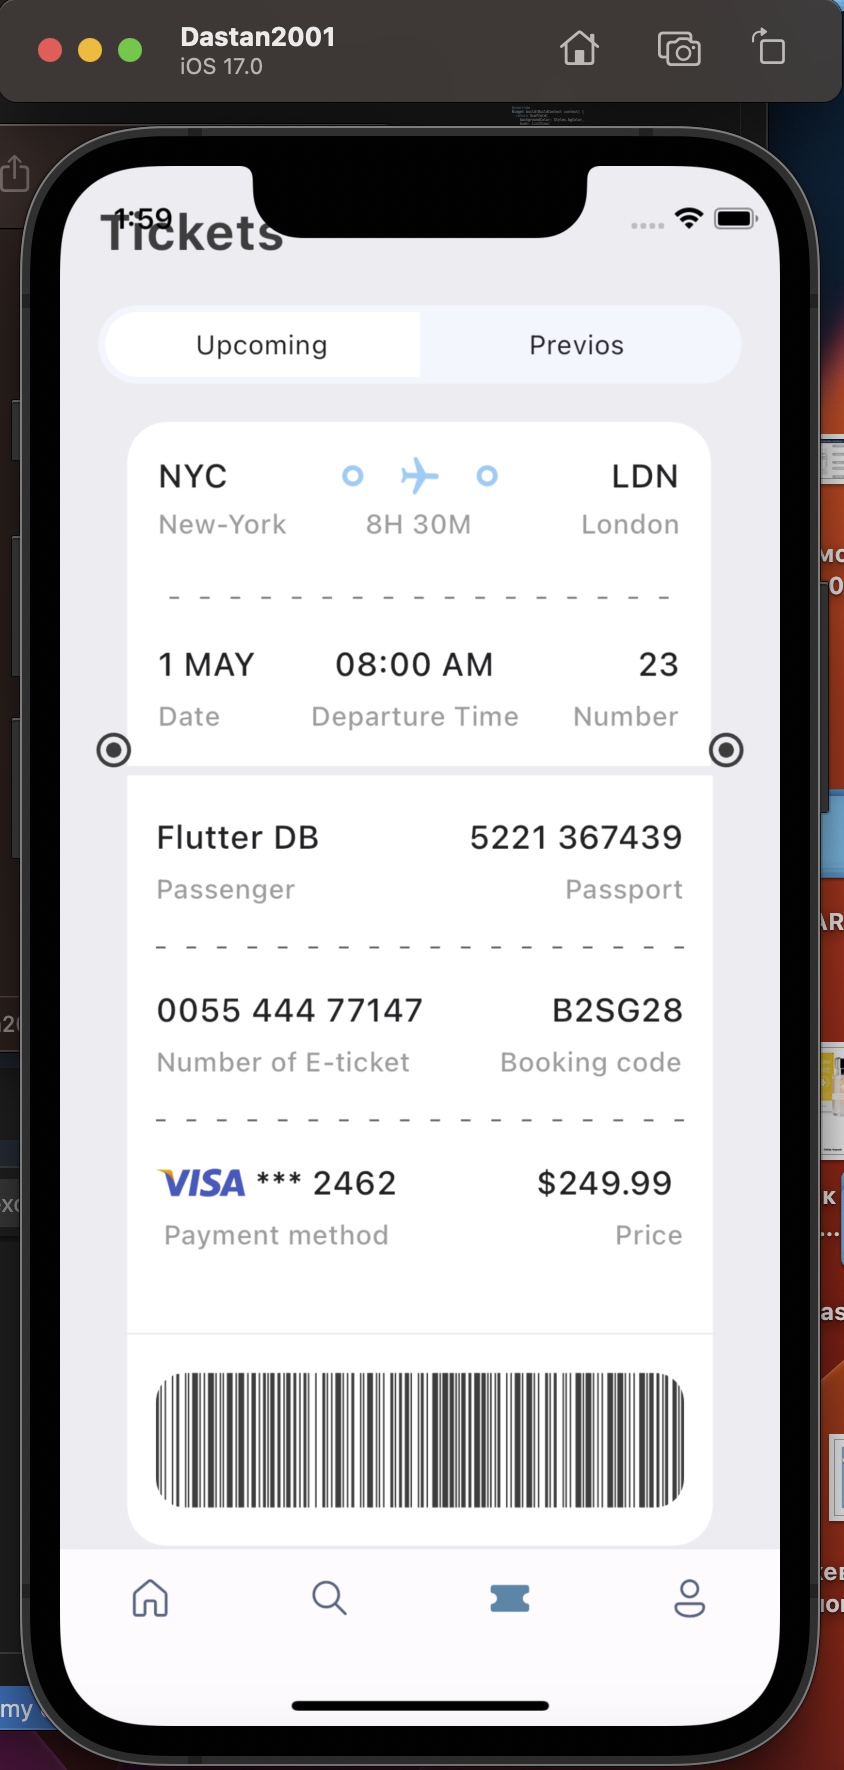 Dastan2001
iOS 17.0
1:59
Tickets
Upcoming Previos
NYC LDN
New-York 8H 30M London
1 MAY 08:00 AM 23
Date Departure Time Number
Flutter DB 5221 367439
Passenger Passport
0055 444 77147 B2SG28
Number of E-ticket Booking code
VISA *** 2462 $249.99
Payment method Price
my